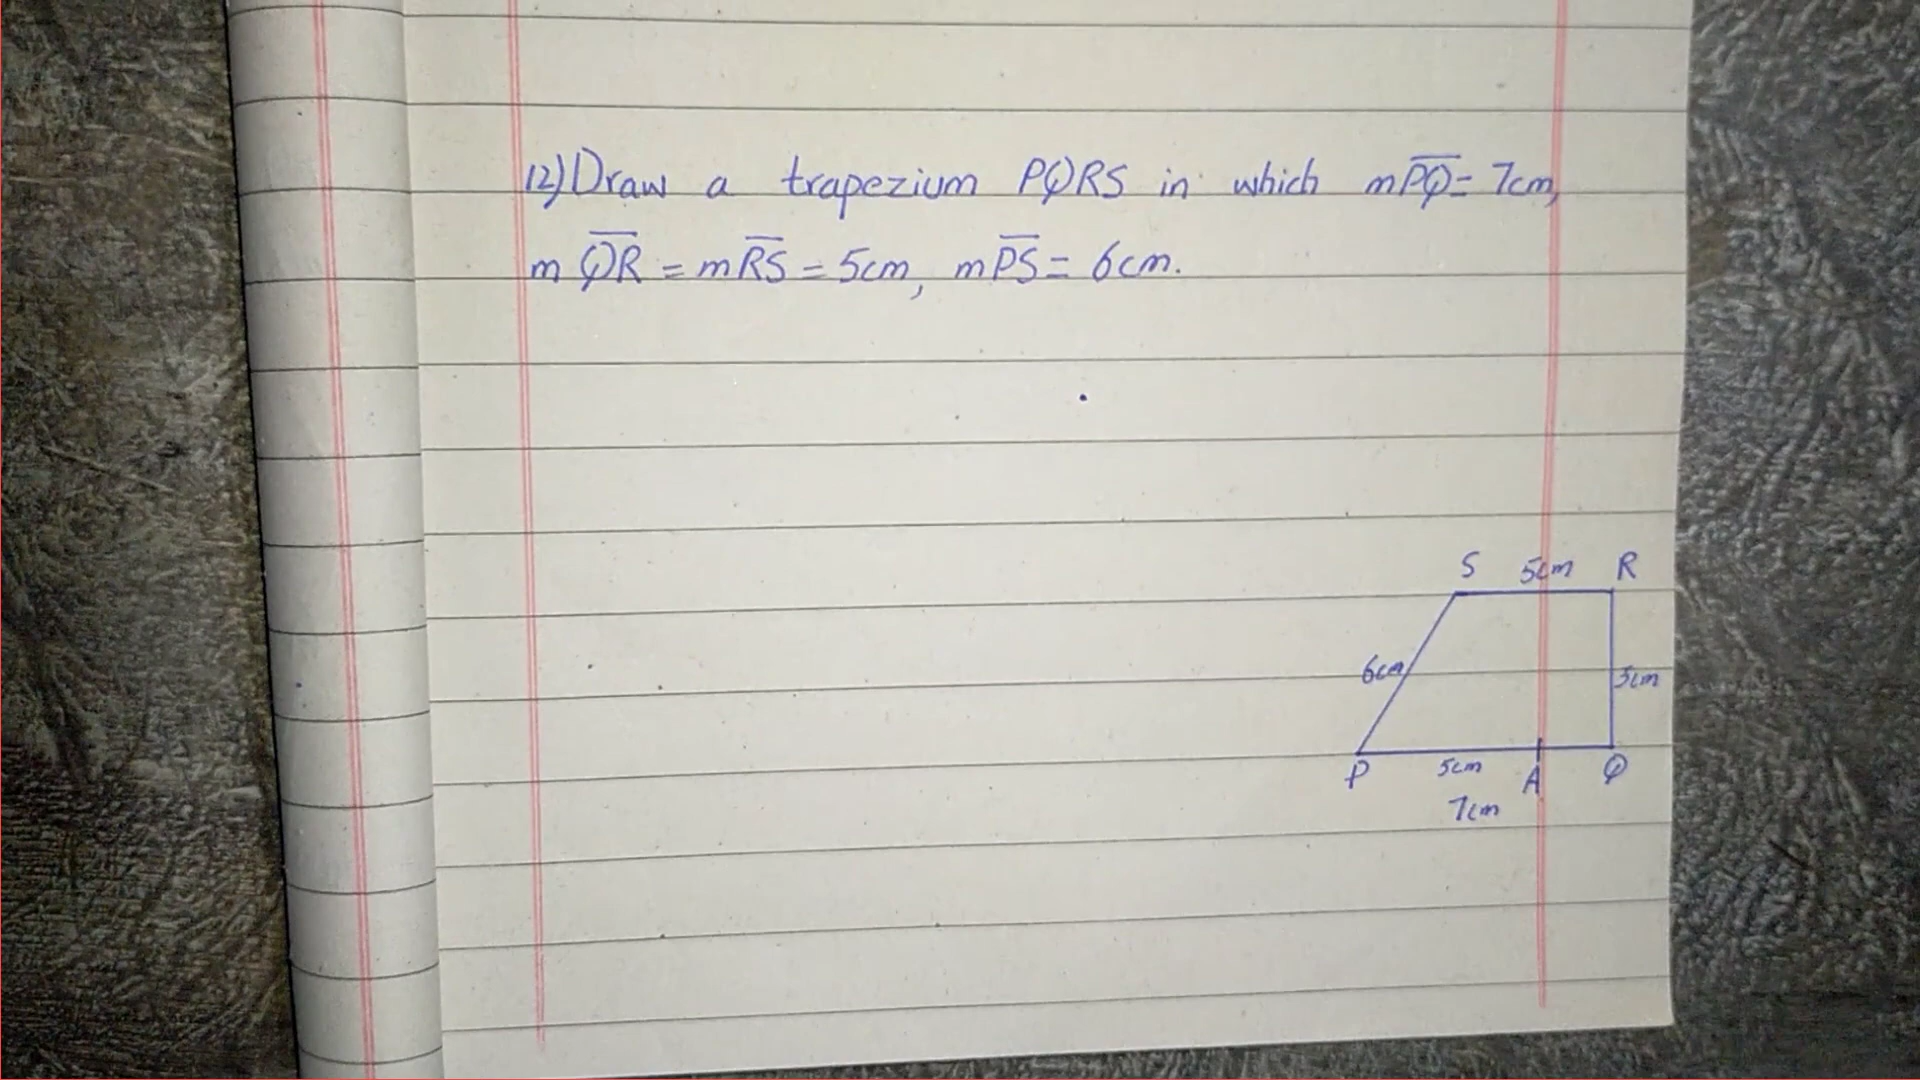 12) Draw a trapezium PQRS in which mPQ = 7cm,
mQR = mRS = 5cm, mPS = 6cm.
S 5cm R
6cm 5cm
P 5cm A Q
7cm